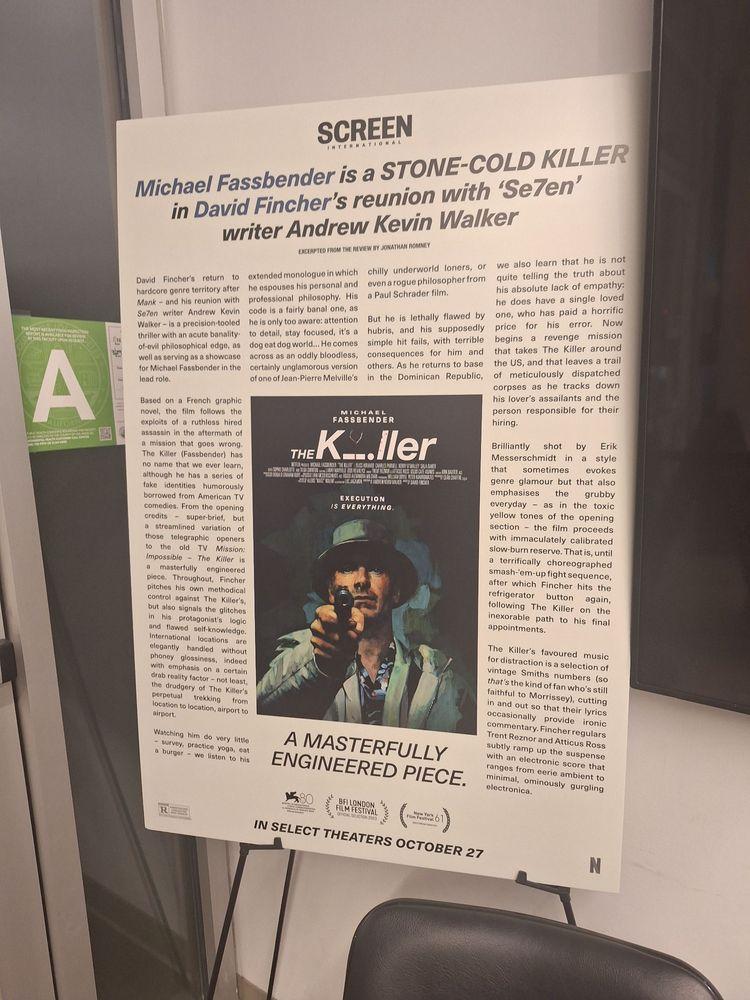 SCREEN
INTERNATIONAL
Michael Fassbender is a STONE-COLD KILLER
in David Fincher's reunion with 'Se7en'
writer Andrew Kevin Walker
EXCERPTED FROM THE REVIEW BY JONATHAN ROMNEY
David Fincher's return to
hardcore genre territory after
Mank – and his reunion with
Se7en writer Andrew Kevin
Walker – is a precision-tooled
thriller with an acute banality-
of-evil philosophical edge, as
well as serving as a showcase
for Michael Fassbender in the
lead role.
Based on a French graphic
novel, the film follows the
exploits of a ruthless hired
assassin in the aftermath of
a mission that goes wrong.
The Killer (Fassbender) has
no name that we ever learn,
although he has a series of
fake identities humorously
borrowed from American TV
comedies. From the opening
credits – super-brief, but
a streamlined variation of
those telegraphic openers
to the old TV Mission:
Impossible – The Killer is
a masterfully engineered
piece. Throughout, Fincher
pitches his own methodical
control against The Killer's,
but also signals the glitches
in his protagonist's logic
and flawed self-knowledge.
International locations are
elegantly handled without
phoney glossiness, indeed
with emphasis on a certain
drab reality factor – not least,
the drudgery of The Killer's
perpetual trekking from
location to location, airport to
airport.
Watching him do very little
– survey, practice yoga, eat
a burger – we listen to his
extended monologue in which
he espouses his personal and
professional philosophy. His
code is a fairly banal one, as
he is only too aware: attention
to detail, stay focused, it's a
dog eat dog world... He comes
across as an oddly bloodless,
certainly unglamorous version
of one of Jean-Pierre Melville's
chilly underworld loners, or
even a rogue philosopher from
a Paul Schrader film.
But he is lethally flawed by
hubris, and his supposedly
simple hit fails, with terrible
consequences for him and
others. As he returns to base
in the Dominican Republic,
we also learn that he is not
quite telling the truth about
his absolute lack of empathy:
he does have a single loved
one, who has paid a horrific
price for his error. Now
begins a revenge mission
that takes The Killer around
the US, and that leaves a trail
of meticulously dispatched
corpses as he tracks down
his lover's assailants and the
person responsible for their
hiring.
Brilliantly shot by Erik
Messerschmidt in a style
that sometimes evokes
genre glamour but that also
emphasises the grubby
everyday – as in the toxic
yellow tones of the opening
section – the film proceeds
with immaculately calibrated
slow-burn reserve. That is, until
a terrifically choreographed
smash-'em-up fight sequence,
after which Fincher hits the
refrigerator button again,
following The Killer on the
inexorable path to his final
appointments.
The Killer's favoured music
for distraction is a selection of
vintage Smiths numbers (so
that's the kind of fan who's still
faithful to Morrissey), cutting
in and out so that their lyrics
occasionally provide ironic
commentary. Fincher regulars
Trent Reznor and Atticus Ross
subtly ramp up the suspense
with an electronic score that
ranges from eerie ambient to
minimal, ominously gurgling
electronica.
MICHAEL
FASSBENDER
THE K...ller
EXECUTION
IS EVERYTHING.
A MASTERFULLY
ENGINEERED PIECE.
80
BFI LONDON
FILM FESTIVAL
OFFICIAL SELECTION 2023
New York
Film Festival 61
R
IN SELECT THEATERS OCTOBER 27
N
A